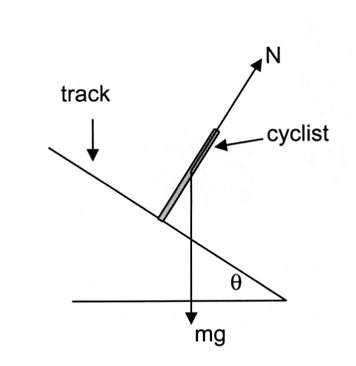 N
track
cyclist
θ
mg